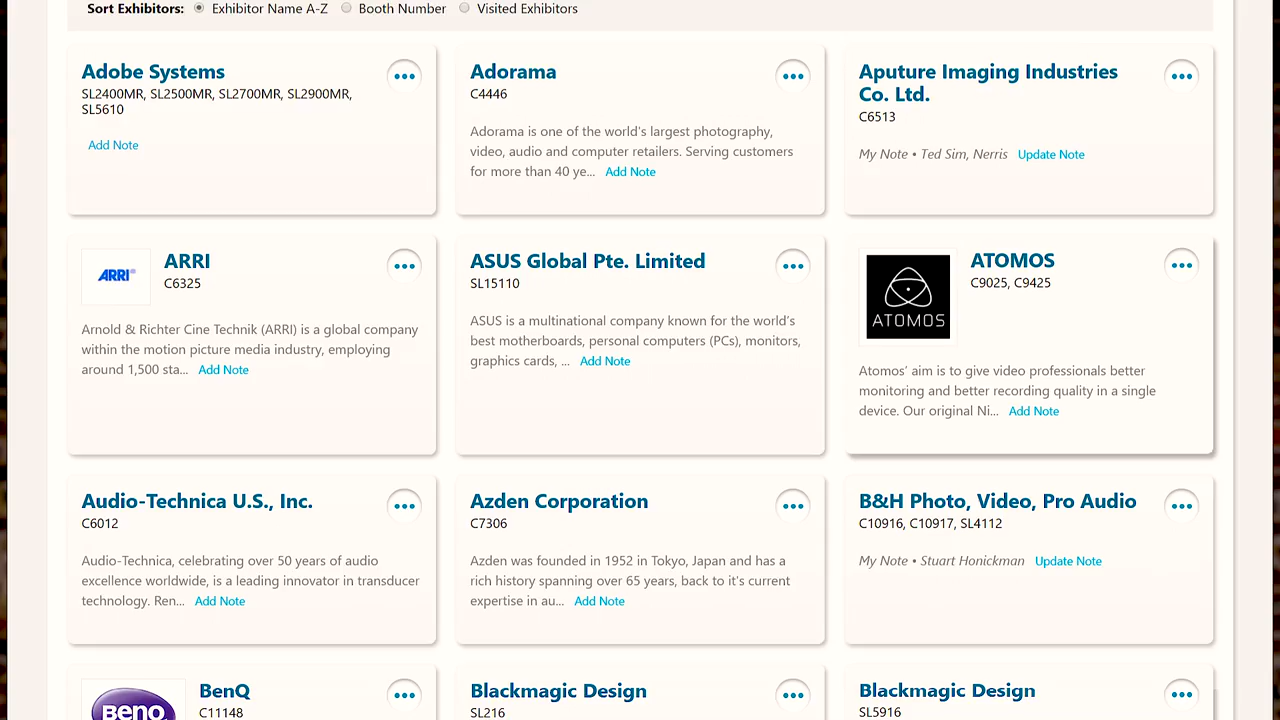 Sort Exhibitors: Exhibitor Name A-Z Booth Number Visited Exhibitors
Adobe Systems
SL2400MR, SL2500MR, SL2700MR, SL2900MR,
SL5610
Add Note
Adorama
C4446
Adorama is one of the world's largest photography,
video, audio and computer retailers. Serving customers
for more than 40 ye... Add Note
Aputure Imaging Industries
Co. Ltd.
C6513
My Note • Ted Sim, Nerris Update Note
ARRI
ARRI
C6325
Arnold & Richter Cine Technik (ARRI) is a global company
within the motion picture media industry, employing
around 1,500 sta... Add Note
ASUS Global Pte. Limited
SL15110
ASUS is a multinational company known for the world's
best motherboards, personal computers (PCs), monitors,
graphics cards, ... Add Note
ATOMOS
ATOMOS
C9025, C9425
Atomos' aim is to give video professionals better
monitoring and better recording quality in a single
device. Our original Ni... Add Note
Audio-Technica U.S., Inc.
C6012
Audio-Technica, celebrating over 50 years of audio
excellence worldwide, is a leading innovator in transducer
technology. Ren... Add Note
Azden Corporation
C7306
Azden was founded in 1952 in Tokyo, Japan and has a
rich history spanning over 65 years, back to it's current
expertise in au... Add Note
B&H Photo, Video, Pro Audio
C10916, C10917, SL4112
My Note • Stuart Honickman Update Note
BenQ
BenQ
C11148
Blackmagic Design
SL216
Blackmagic Design
SL5916